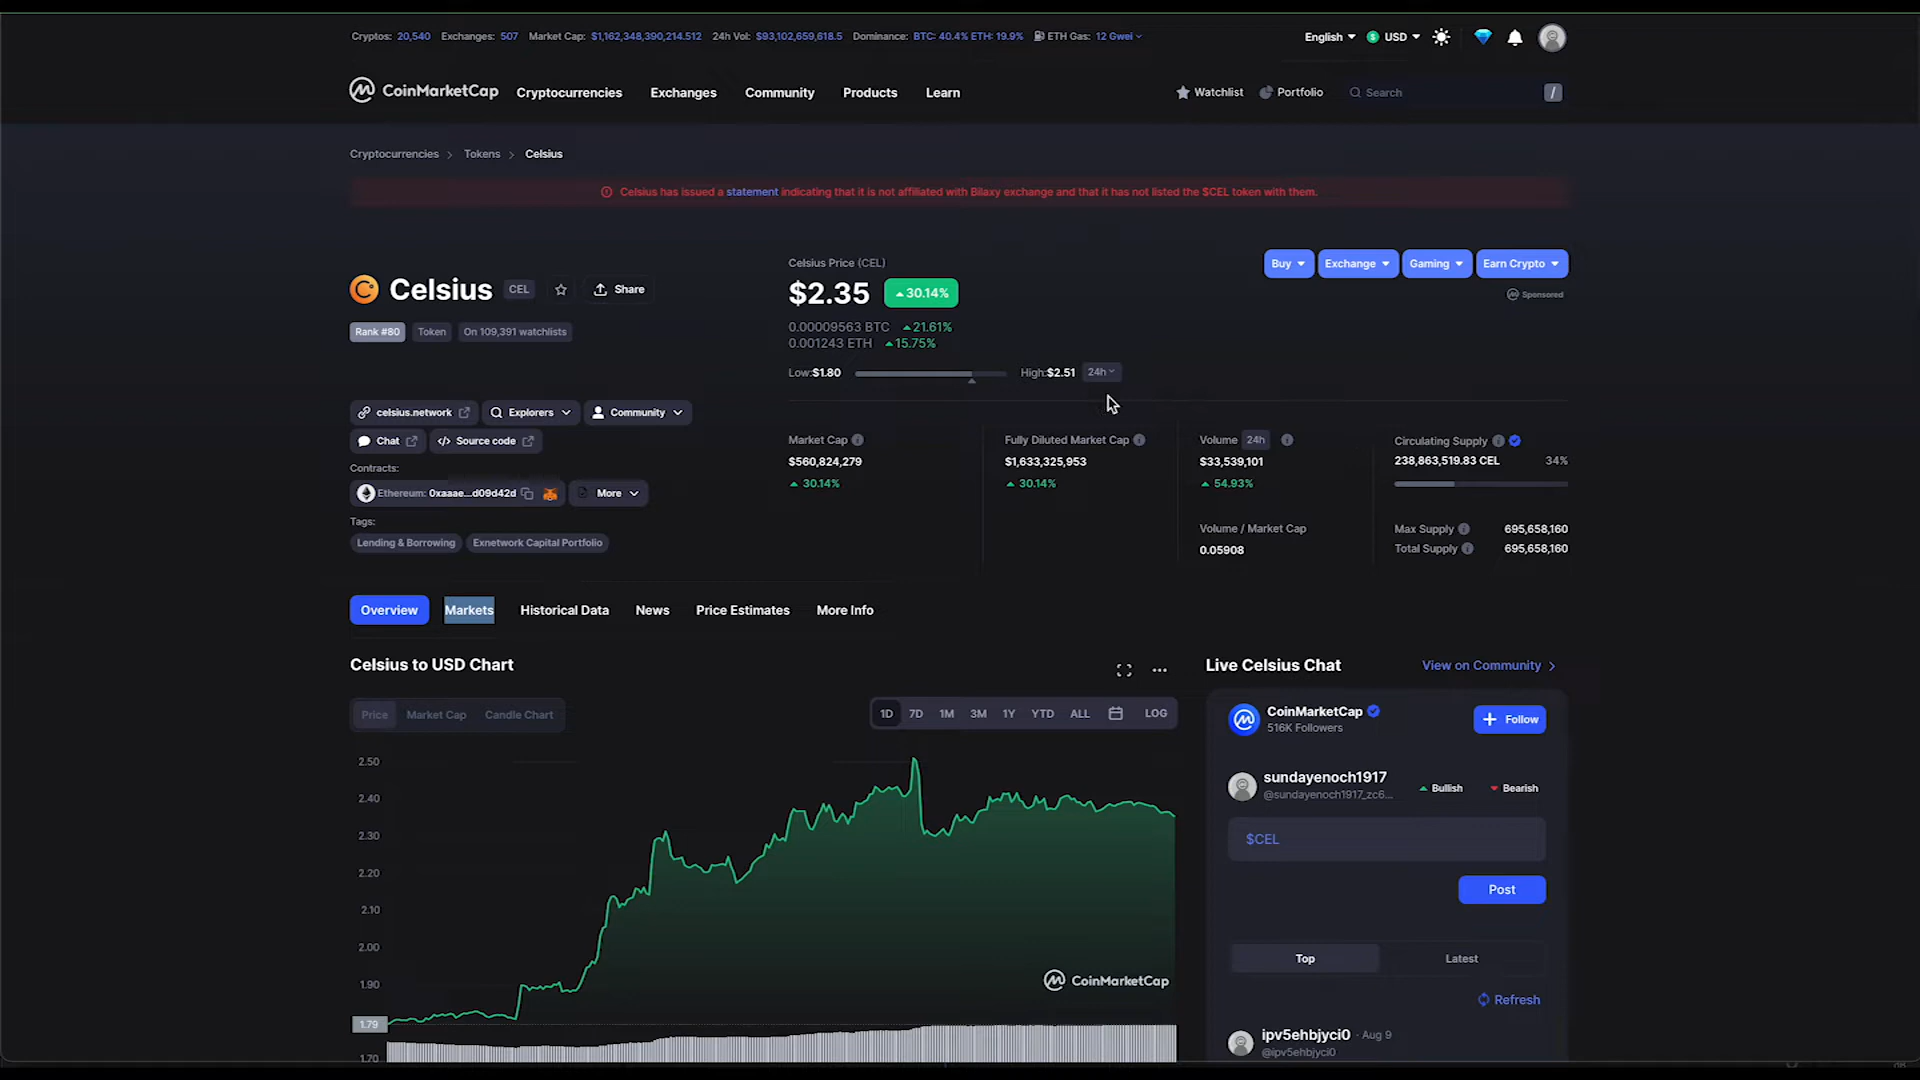 Cryptos: 20,540 Exchanges: 507 Market Cap: $1,162,348,390,214.512 24h Vol: $93,102,659,618.5 Dominance: BTC: 40.4% ETH: 19.9% ETH Gas: 12 Gwei
English USD
CoinMarketCap Cryptocurrencies Exchanges Community Products Learn
Watchlist Portfolio Search /
Cryptocurrencies > Tokens > Celsius
Celsius has issued a statement indicating that it is not affiliated with Bilaxy exchange and that it has not listed the $CEL token with them.
Celsius CEL Share
Rank #80 Token On 109,391 watchlists
celsius.network Explorers Community
Chat Source code
Contracts:
Ethereum: 0xaaae...d09d42d More
Tags:
Lending & Borrowing Exnetwork Capital Portfolio
Celsius Price (CEL)
$2.35 30.14%
0.00009563 BTC 21.61%
0.001243 ETH 15.75%
Low:$1.80 High:$2.51 24h
Buy Exchange Gaming Earn Crypto
Sponsored
Market Cap
$560,824,279
30.14%
Fully Diluted Market Cap
$1,633,325,953
30.14%
Volume 24h
$33,539,101
54.93%
Volume / Market Cap
0.05908
Circulating Supply
238,863,519.83 CEL 34%
Max Supply 695,658,160
Total Supply 695,658,160
Overview Markets Historical Data News Price Estimates More Info
Celsius to USD Chart
Price Market Cap Candle Chart
1D 7D 1M 3M 1Y YTD ALL LOG
2.50
2.40
2.30
2.20
2.10
2.00
1.90
1.79
1.70
CoinMarketCap
Live Celsius Chat View on Community >
CoinMarketCap
516K Followers
+ Follow
sundayenoch1917
@sundayenoch1917_zc6...
Bullish Bearish
$CEL
Post
Top Latest
Refresh
ipv5ehbjyci0 · Aug 9
@ipv5ehbjyci0